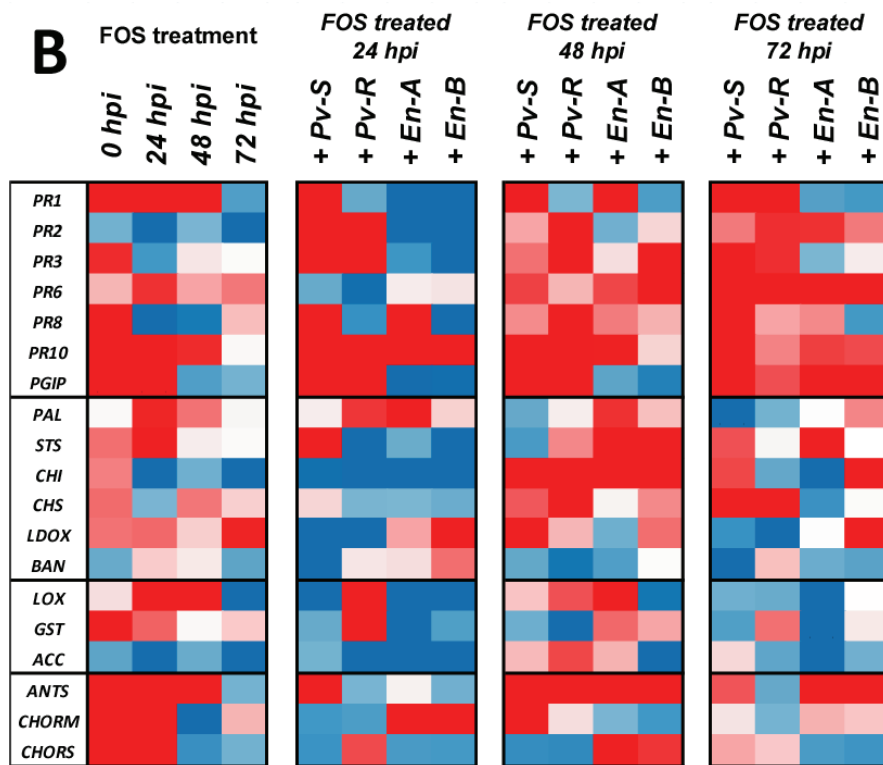 B
FOS treatment
0 hpi
24 hpi
48 hpi
72 hpi
FOS treated
24 hpi
+ Pv-S
+ Pv-R
+ En-A
+ En-B
FOS treated
48 hpi
+ Pv-S
+ Pv-R
+ En-A
+ En-B
FOS treated
72 hpi
+ Pv-S
+ Pv-R
+ En-A
+ En-B
PR1
PR2
PR3
PR6
PR8
PR10
PGIP
PAL
STS
CHI
CHS
LDOX
BAN
LOX
GST
ACC
ANTS
CHORM
CHORS